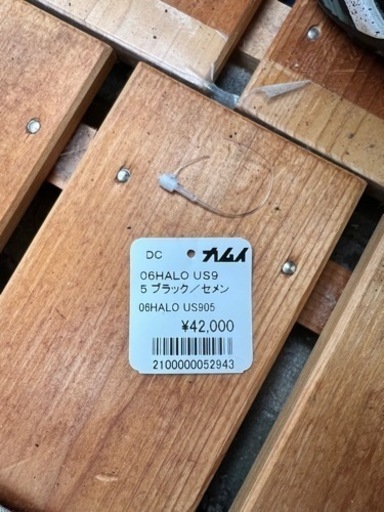 DC カムイ
06HALO US9
5 ブラック／セメン
06HALO US905
¥42,000
2100000052943